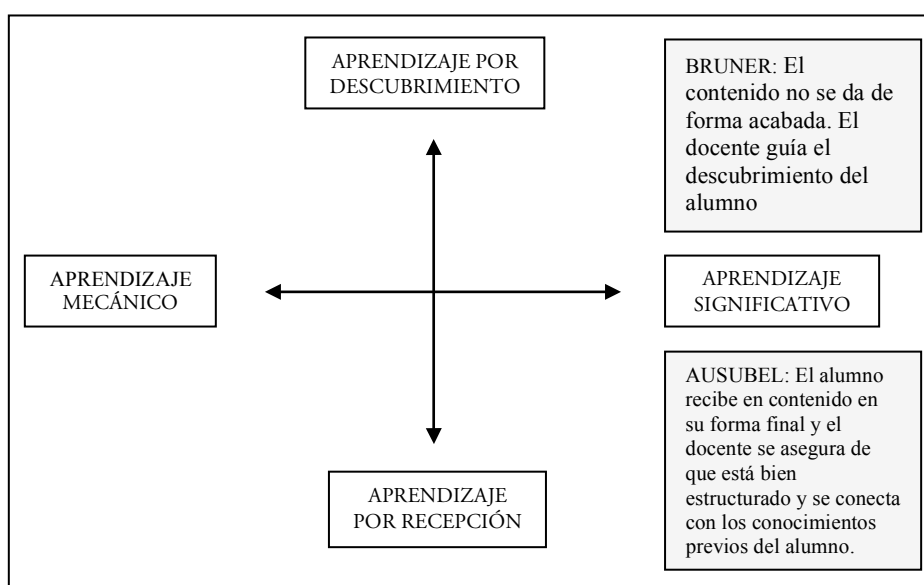 APRENDIZAJE POR
DESCUBRIMIENTO
BRUNER: El
contenido no se da de
forma acabada. El
docente guía el
descubrimiento del
alumno
APRENDIZAJE
MECÁNICO
APRENDIZAJE
SIGNIFICATIVO
AUSUBEL: El alumno
recibe en contenido en
su forma final y el
docente se asegura de
que está bien
estructurado y se conecta
con los conocimientos
previos del alumno.
APRENDIZAJE
POR RECEPCIÓN